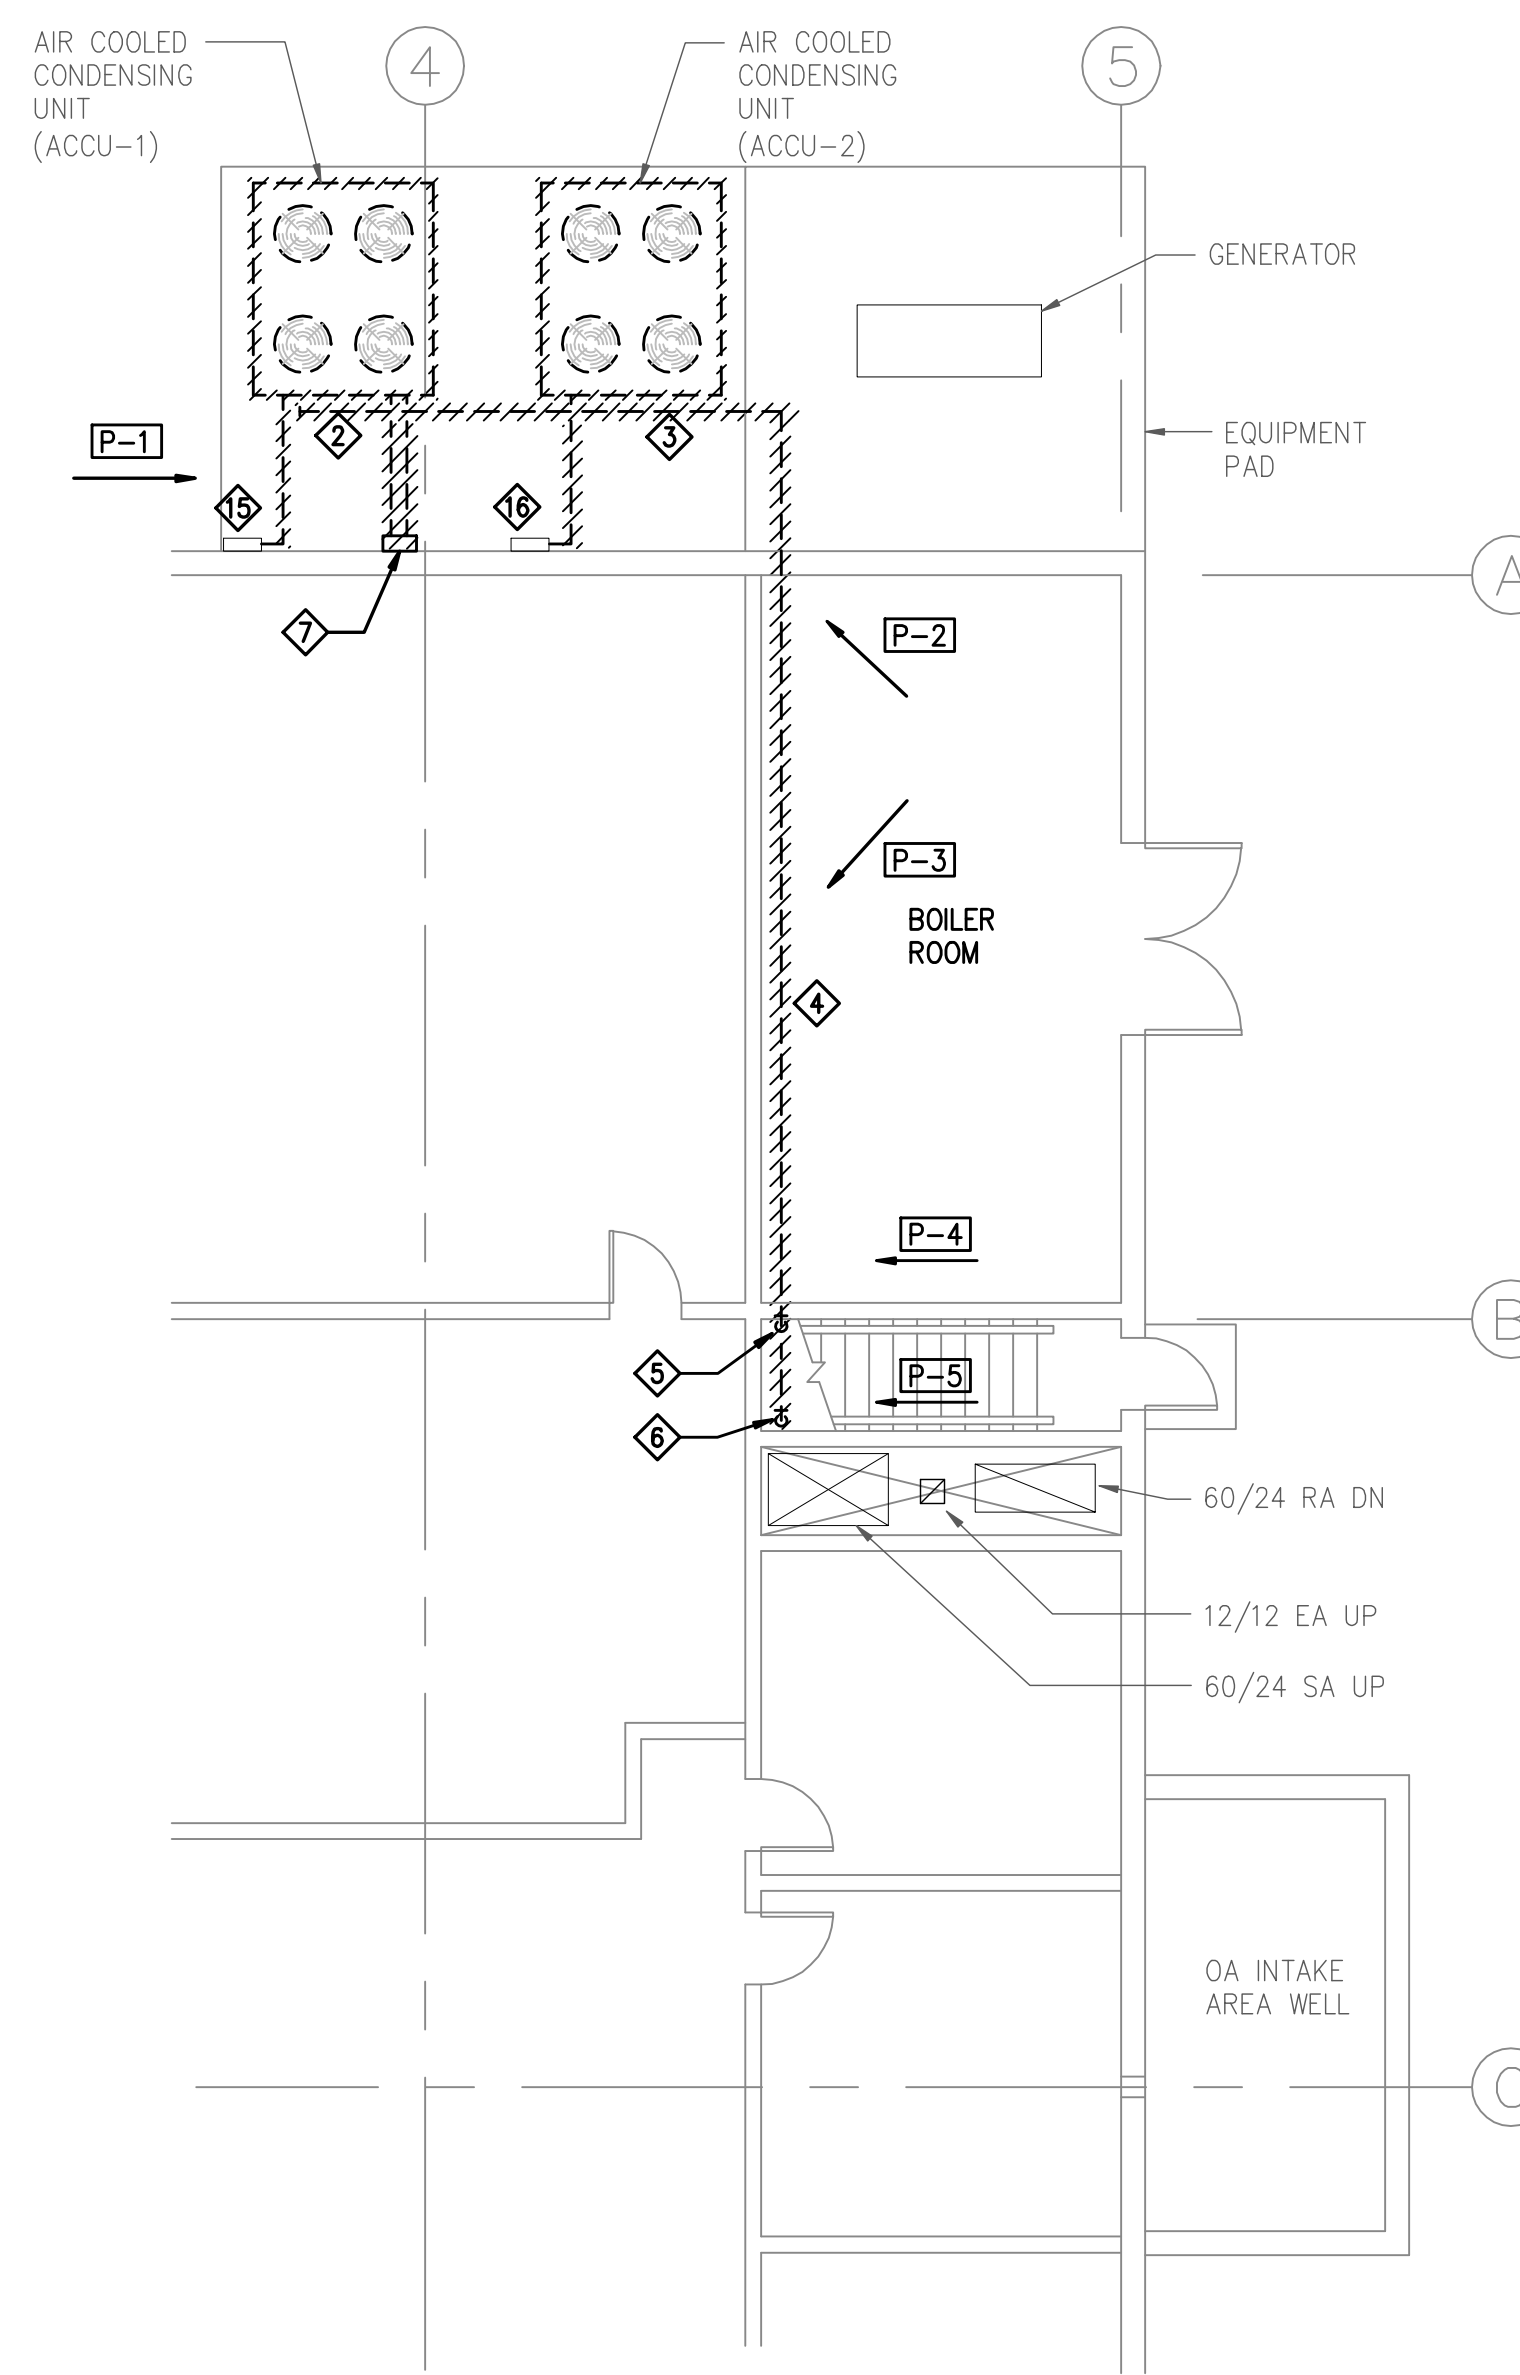 AIR COOLED
CONDENSING
UNIT
(ACCU-1)
4
AIR COOLED
CONDENSING
UNIT
(ACCU-2)
5
GENERATOR
P-1
2
3
EQUIPMENT
PAD
15
16
A
7
P-2
P-3
BOILER
ROOM
4
P-4
B
5
P-5
6
60/24 RA DN
12/12 EA UP
60/24 SA UP
OA INTAKE
AREA WELL